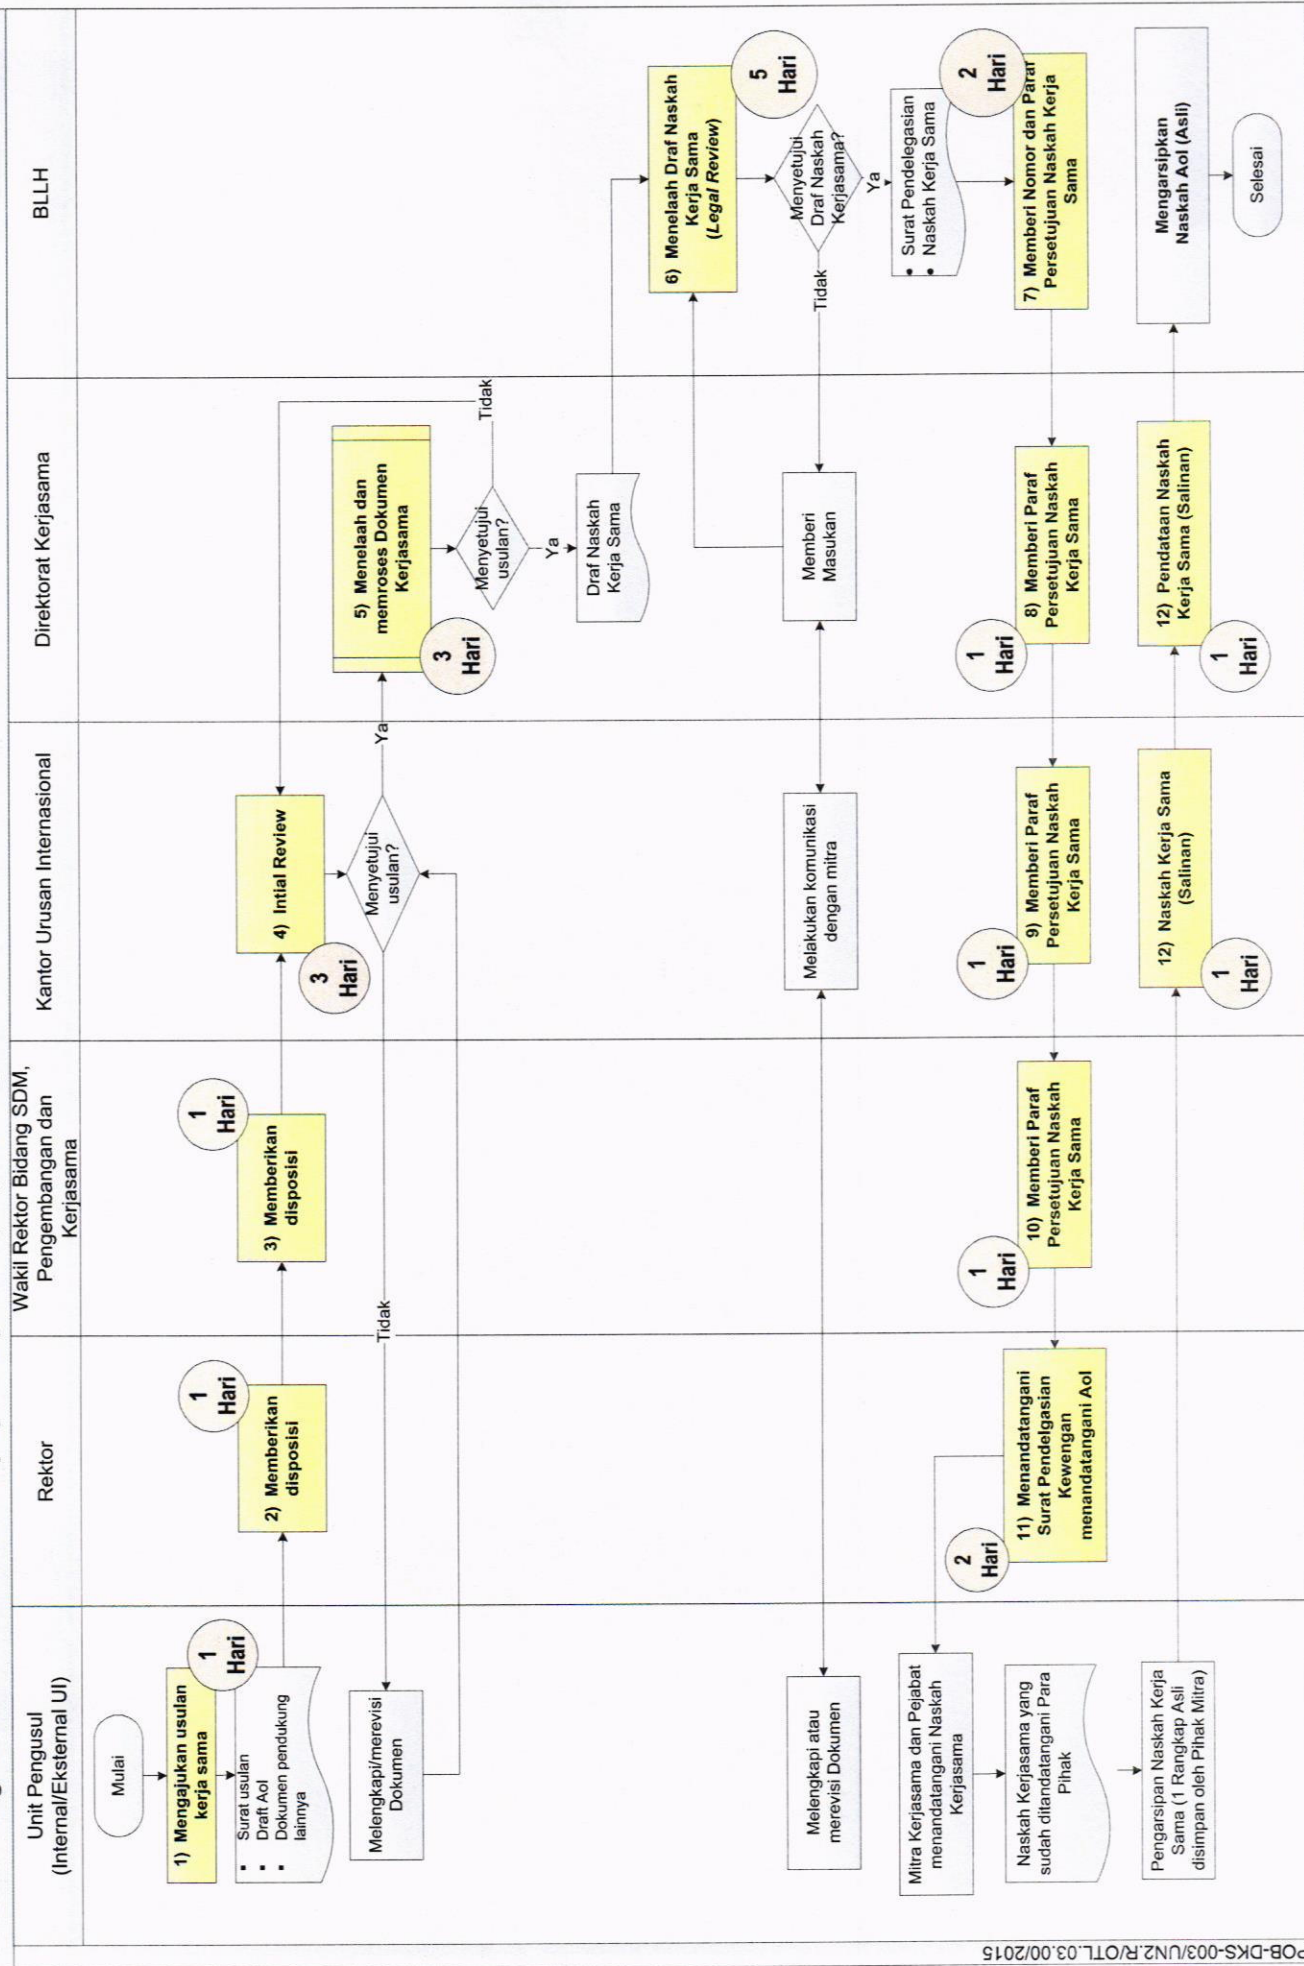 Unit Pengusul
(Internal/Eksternal UI)
Rektor
Wakil Rektor Bidang SDM,
Pengembangan dan
Kerjasama
Kantor Urusan Internasional
Direktorat Kerjasama
BLLH
Mulai
1) Mengajukan usulan
kerja sama
1
Hari
Surat usulan
Draft AoI
Dokumen pendukung
lainnya
2) Memberikan
disposisi
1
Hari
3) Memberikan
disposisi
1
Hari
4) Intial Review
3
Hari
Menyetujui
usulan?
Ya
Tidak
Melengkapi/merevisi
Dokumen
5) Menelaah dan
memroses Dokumen
Kerjasama
3
Hari
Menyetujui
usulan?
Tidak
Ya
Draf Naskah
Kerja Sama
6) Menelaah Draf Naskah
Kerja Sama
(Legal Review)
5
Hari
Menyetujui
Draf Naskah
Kerjasama?
Tidak
Ya
Memberi
Masukan
Melakukan komunikasi
dengan mitra
Melengkapi atau
merevisi Dokumen
Surat Pendelegasian
Naskah Kerja Sama
2
Hari
7) Memberi Nomor dan Paraf
Persetujuan Naskah Kerja
Sama
8) Memberi Paraf
Persetujuan Naskah
Kerja Sama
1
Hari
9) Memberi Paraf
Persetujuan Naskah
Kerja Sama
1
Hari
10) Memberi Paraf
Persetujuan Naskah
Kerja Sama
1
Hari
11) Menandatangani
Surat Pendelgasian
Kewengan
menandatangani AoI
2
Hari
Mitra Kerjasama dan Pejabat
menandatangani Naskah
Kerjasama
Naskah Kerjasama yang
sudah ditandatangani Para
Pihak
Pengarsipan Naskah Kerja
Sama (1 Rangkap Asli
disimpan oleh Pihak Mitra)
12) Naskah Kerja Sama
(Salinan)
1
Hari
12) Pendataan Naskah
Kerja Sama (Salinan)
1
Hari
Mengarsipkan
Naskah AoI (Asli)
Selesai
POB-DKS-003/UN2.R/OTL.03.00/2015